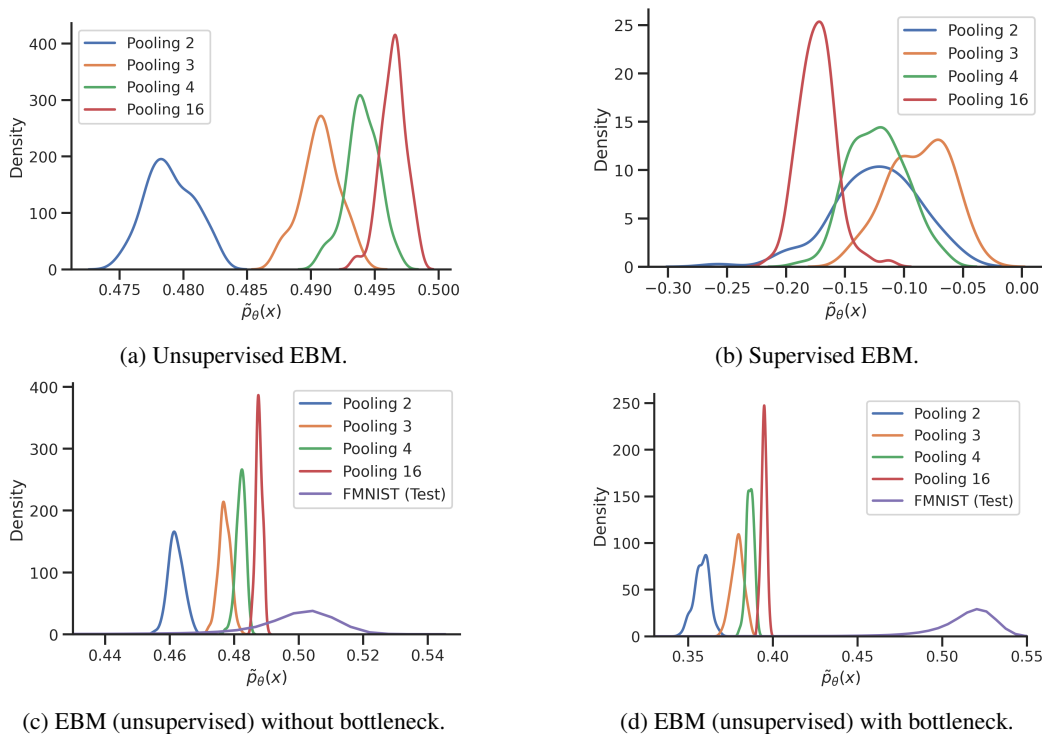 400
300
200
100
0
Density
Pooling 2
Pooling 3
Pooling 4
Pooling 16
0.475 0.480 0.485 0.490 0.495 0.500
p̃θ(x)
(a) Unsupervised EBM.
25
20
15
10
5
0
Density
Pooling 2
Pooling 3
Pooling 4
Pooling 16
−0.30 −0.25 −0.20 −0.15 −0.10 −0.05 0.00
p̃θ(x)
(b) Supervised EBM.
400
300
200
100
0
Density
Pooling 2
Pooling 3
Pooling 4
Pooling 16
FMNIST (Test)
0.44 0.46 0.48 0.50 0.52 0.54
p̃θ(x)
(c) EBM (unsupervised) without bottleneck.
250
200
150
100
50
0
Density
Pooling 2
Pooling 3
Pooling 4
Pooling 16
FMNIST (Test)
0.35 0.40 0.45 0.50 0.55
p̃θ(x)
(d) EBM (unsupervised) with bottleneck.